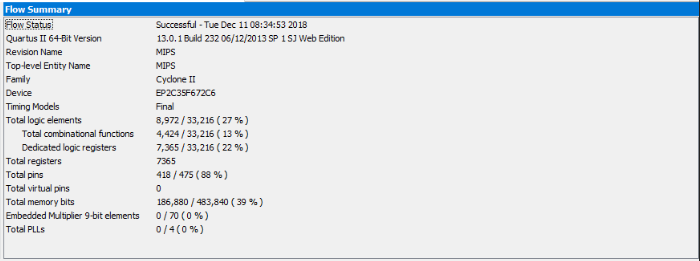 Flow Summary
Flow Status Successful - Tue Dec 11 08:34:53 2018
Quartus II 64-Bit Version 13.0.1 Build 232 06/12/2013 SP 1 SJ Web Edition
Revision Name MIPS
Top-level Entity Name MIPS
Family Cyclone II
Device EP2C35F672C6
Timing Models Final
Total logic elements 8,972 / 33,216 ( 27 % )
Total combinational functions 4,424 / 33,216 ( 13 % )
Dedicated logic registers 7,365 / 33,216 ( 22 % )
Total registers 7365
Total pins 418 / 475 ( 88 % )
Total virtual pins 0
Total memory bits 186,880 / 483,840 ( 39 % )
Embedded Multiplier 9-bit elements 0 / 70 ( 0 % )
Total PLLs 0 / 4 ( 0 % )